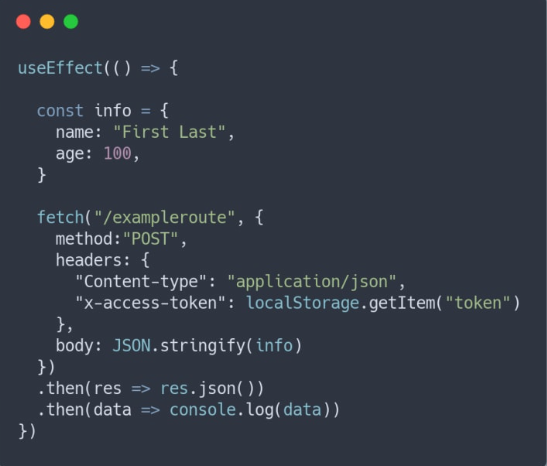 useEffect(() => {
const info = {
name: "First Last",
age: 100,
}
fetch("/exampleroute", {
method:"POST",
headers: {
"Content-type": "application/json",
"x-access-token": localStorage.getItem("token")
},
body: JSON.stringify(info)
})
.then(res => res.json())
.then(data => console.log(data))
})